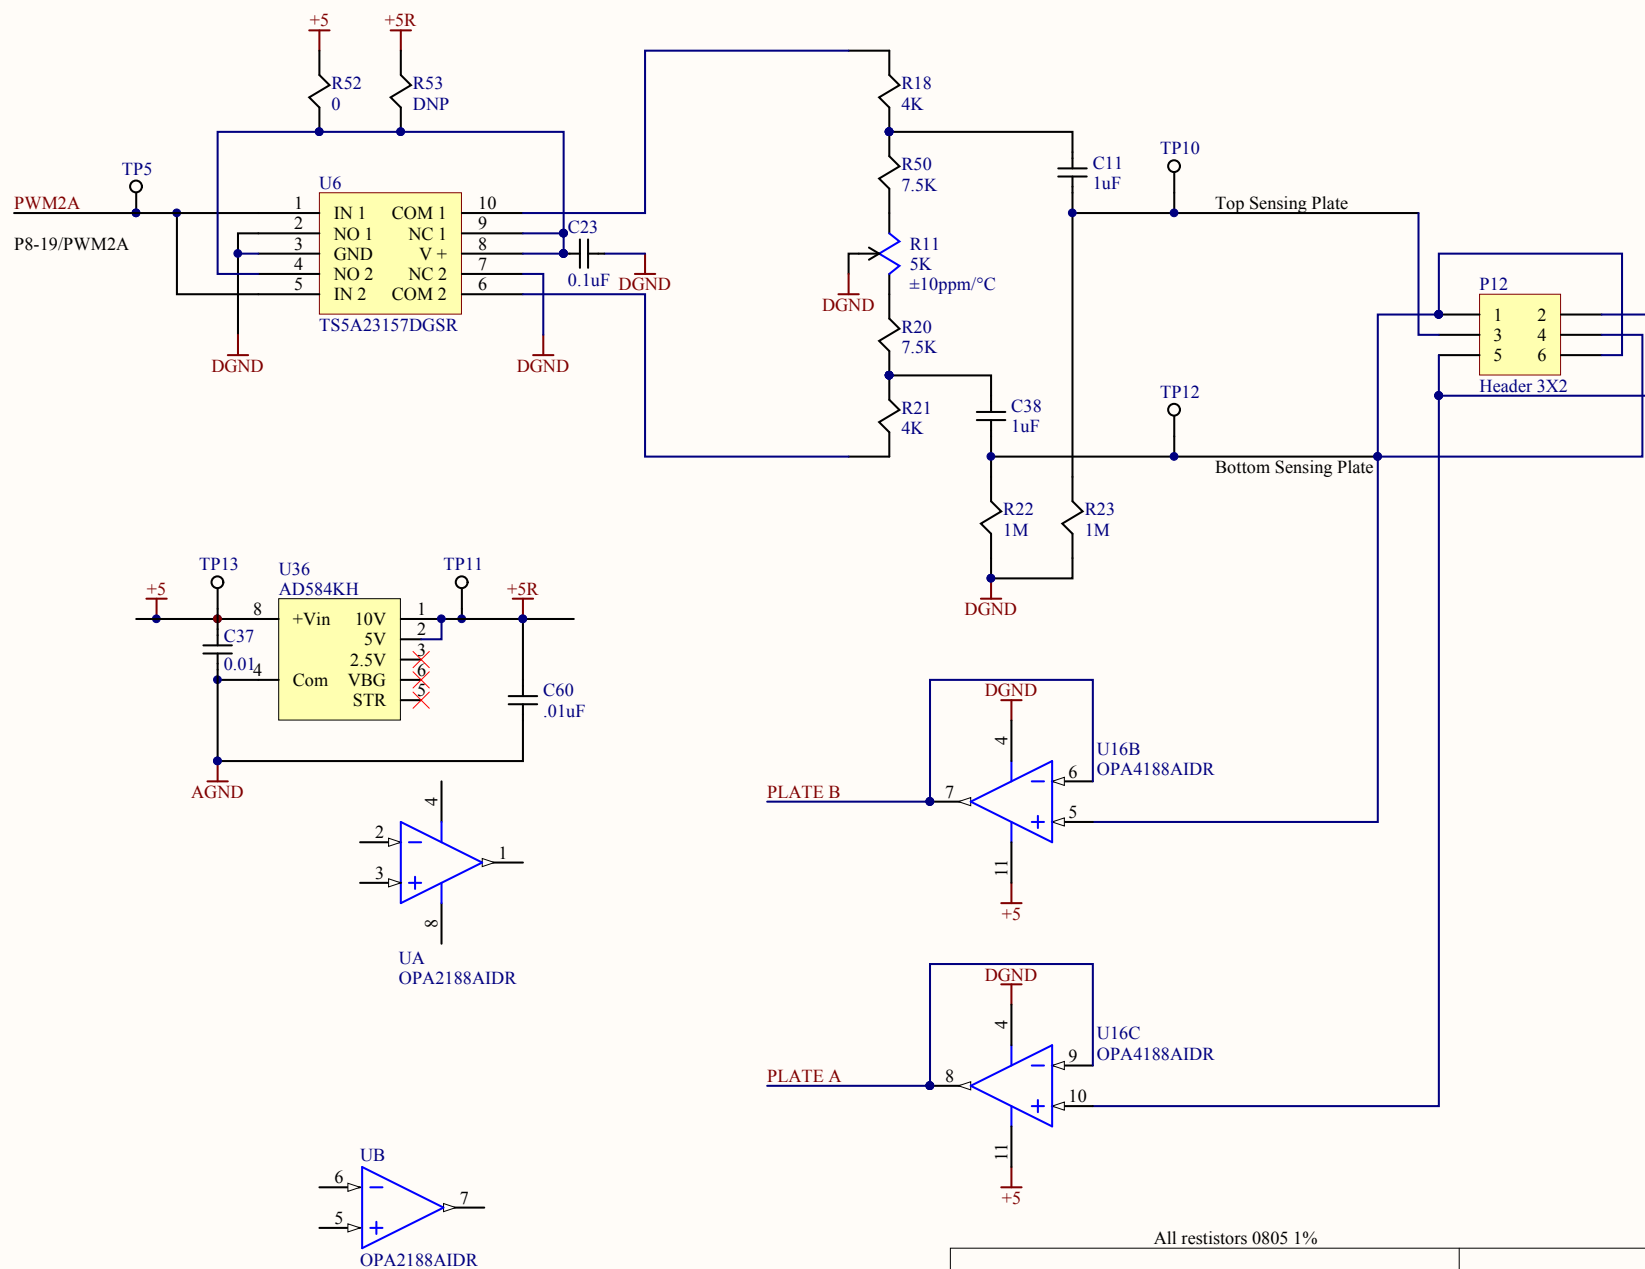 +5
+5R
R52
0
R53
DNP
TP5
PWM2A
P8-19/PWM2A
U6
1 IN 1 COM 1 10
2 NO 1 NC 1 9
3 GND V + 8
4 NO 2 NC 2 7
5 IN 2 COM 2 6
TS5A23157DGSR
DGND
DGND
C23
0.1uF
DGND
R18
4K
R50
7.5K
R11
5K
±10ppm/°C
DGND
R20
7.5K
R21
4K
C11
1uF
TP10
Top Sensing Plate
C38
1uF
TP12
Bottom Sensing Plate
R22
1M
R23
1M
DGND
P12
1 2
3 4
5 6
Header 3X2
+5
TP13
U36
AD584KH
8 +Vin 10V 1
5V 2
2.5V 3
4 Com VBG 6
STR 5
C37
0.01
TP11
+5R
C60
.01uF
AGND
4
2
3
1
8
UA
OPA2188AIDR
UB
6
5
7
OPA2188AIDR
DGND
4
U16B
OPA4188AIDR
6
5
7
PLATE B
11
+5
DGND
4
U16C
OPA4188AIDR
9
10
8
PLATE A
11
+5
All restistors 0805 1%